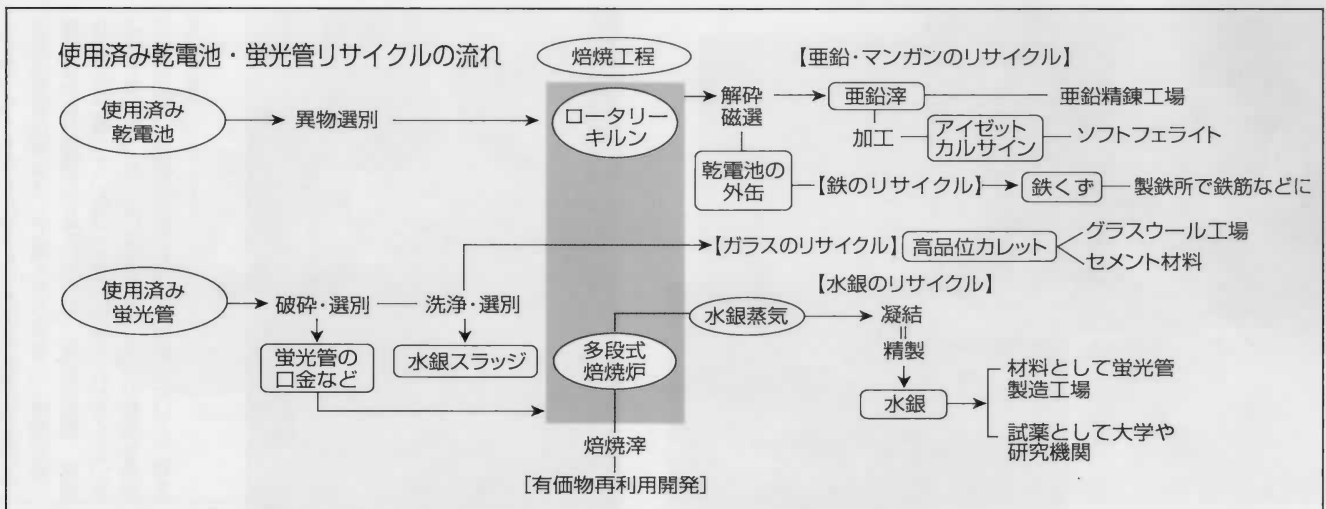 使用済み乾電池・蛍光管リサイクルの流れ
焙焼工程
【亜鉛・マンガンのリサイクル】
使用済み
乾電池
異物選別
ロータリー
キルン
解砕
磁選
亜鉛滓
亜鉛精錬工場
加工
アイゼット
カルサイン
ソフトフェライト
乾電池の
外缶
【鉄のリサイクル】
鉄くず
製鉄所で鉄筋などに
【ガラスのリサイクル】
高品位カレット
グラスウール工場
セメント材料
使用済み
蛍光管
破砕・選別
洗浄・選別
蛍光管の
口金など
水銀スラッジ
多段式
焙焼炉
水銀蒸気
【水銀のリサイクル】
凝結
=
精製
水銀
材料として蛍光管
製造工場
試薬として大学や
研究機関
焙焼滓
[有価物再利用開発]